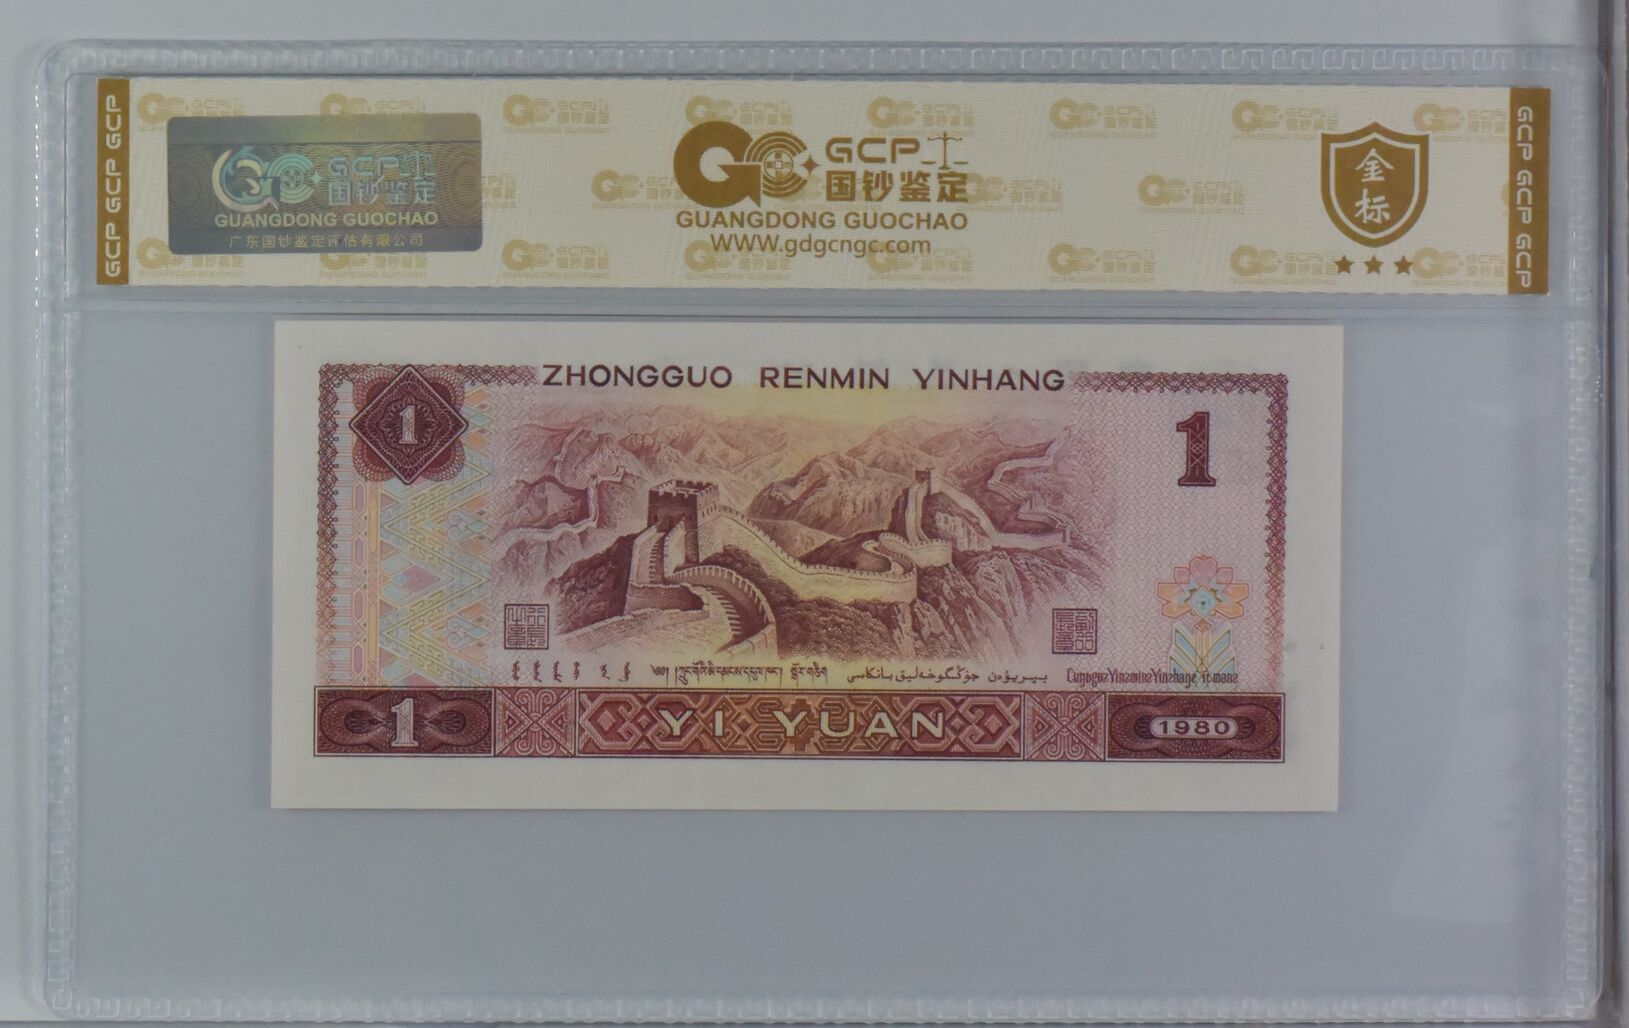 GCP GCP GCP
GCP
国钞鉴定
GUANGDONG GUOCHAO
广东国钞鉴定评估有限公司
GCP
国钞鉴定
GUANGDONG GUOCHAO
WWW.gdgcngc.com
金标
GCP GCP GCP
ZHONGGUO RENMIN YINHANG
1
1
1
YI YUAN
1980